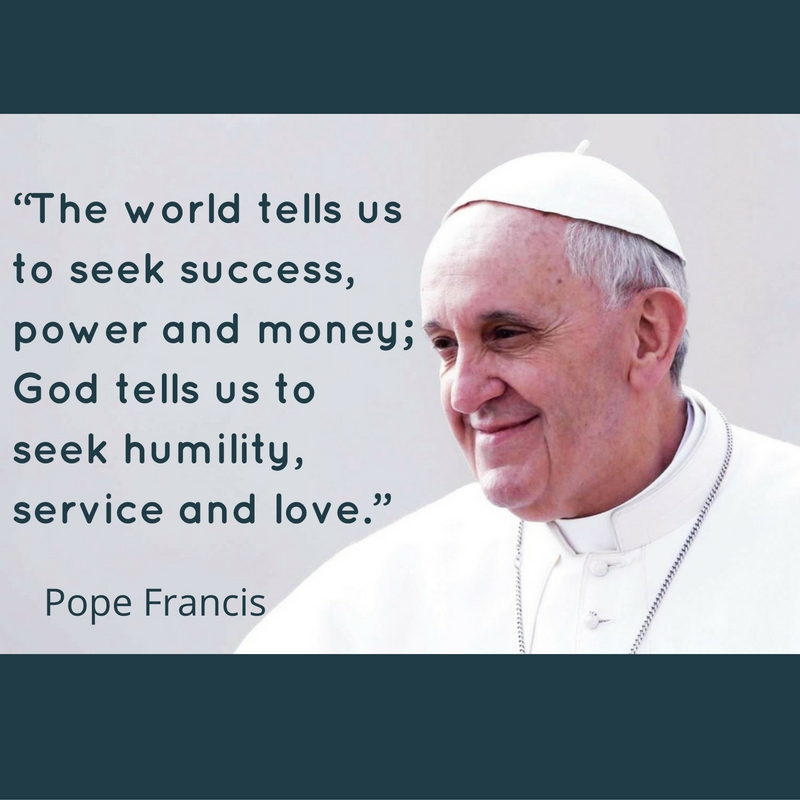 “The world tells us
to seek success,
power and money;
God tells us to
seek humility,
service and love.”
Pope Francis